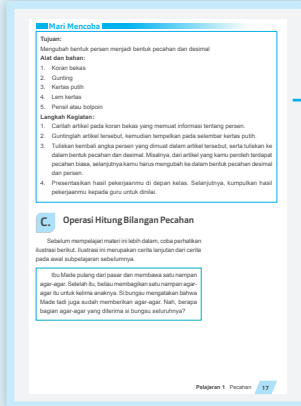 Mari Mencoba
Tujuan:
Mengubah bentuk persen menjadi bentuk pecahan dan desimal
Alat dan bahan:
1. Koran bekas
2. Gunting
3. Kertas putih
4. Lem kertas
5. Pensil atau bolpoin
Langkah Kegiatan:
1. Carilah artikel pada koran bekas yang memuat informasi tentang persen.
2. Guntinglah artikel tersebut, kemudian tempelkan pada selembar kertas putih.
3. Tuliskan kembali angka persen yang dimuat dalam artikel tersebut, serta tuliskan ke
dalam bentuk pecahan dan desimal. Misalnya, dari artikel yang kamu peroleh terdapat
pecahan biasa, selanjutnya kamu harus mengubah ke dalam bentuk pecahan desimal
dan persen.
4. Presentasikan hasil pekerjaanmu di depan kelas. Selanjutnya, kumpulkan hasil
pekerjaanmu kepada guru untuk dinilai.
C. Operasi Hitung Bilangan Pecahan
Sebelum mempelajari materi ini lebih dalam, coba perhatikan
ilustrasi berikut. Ilustrasi ini merupakan cerita lanjutan dari cerita
pada awal subpelajaran sebelumnya.
Ibu Made pulang dari pasar dan membawa satu nampan
agar-agar. Setelah itu, beliau membagikan satu nampan agar-
agar itu untuk kelima anaknya. Si bungsu mengatakan bahwa
Made tadi juga sudah memberikan agar-agar. Nah, berapa
bagian agar-agar yang diterima si bungsu seluruhnya?
Pelajaran 1 Pecahan 17